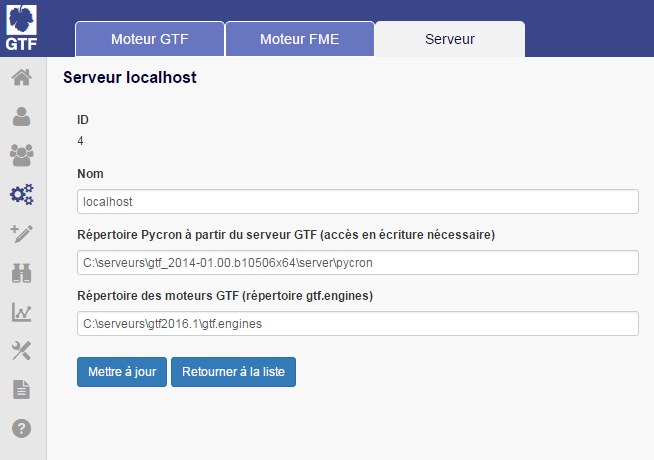 GTF
Moteur GTF
Moteur FME
Serveur
Serveur localhost
ID
4
Nom
localhost
Répertoire Pycron à partir du serveur GTF (accès en écriture nécessaire)
C:\serveurs\gtf_2014-01.00.b10506x64\server\pycron
Répertoire des moteurs GTF (répertoire gtf.engines)
C:\serveurs\gtf2016.1\gtf.engines
Mettre à jour
Retourner à la liste